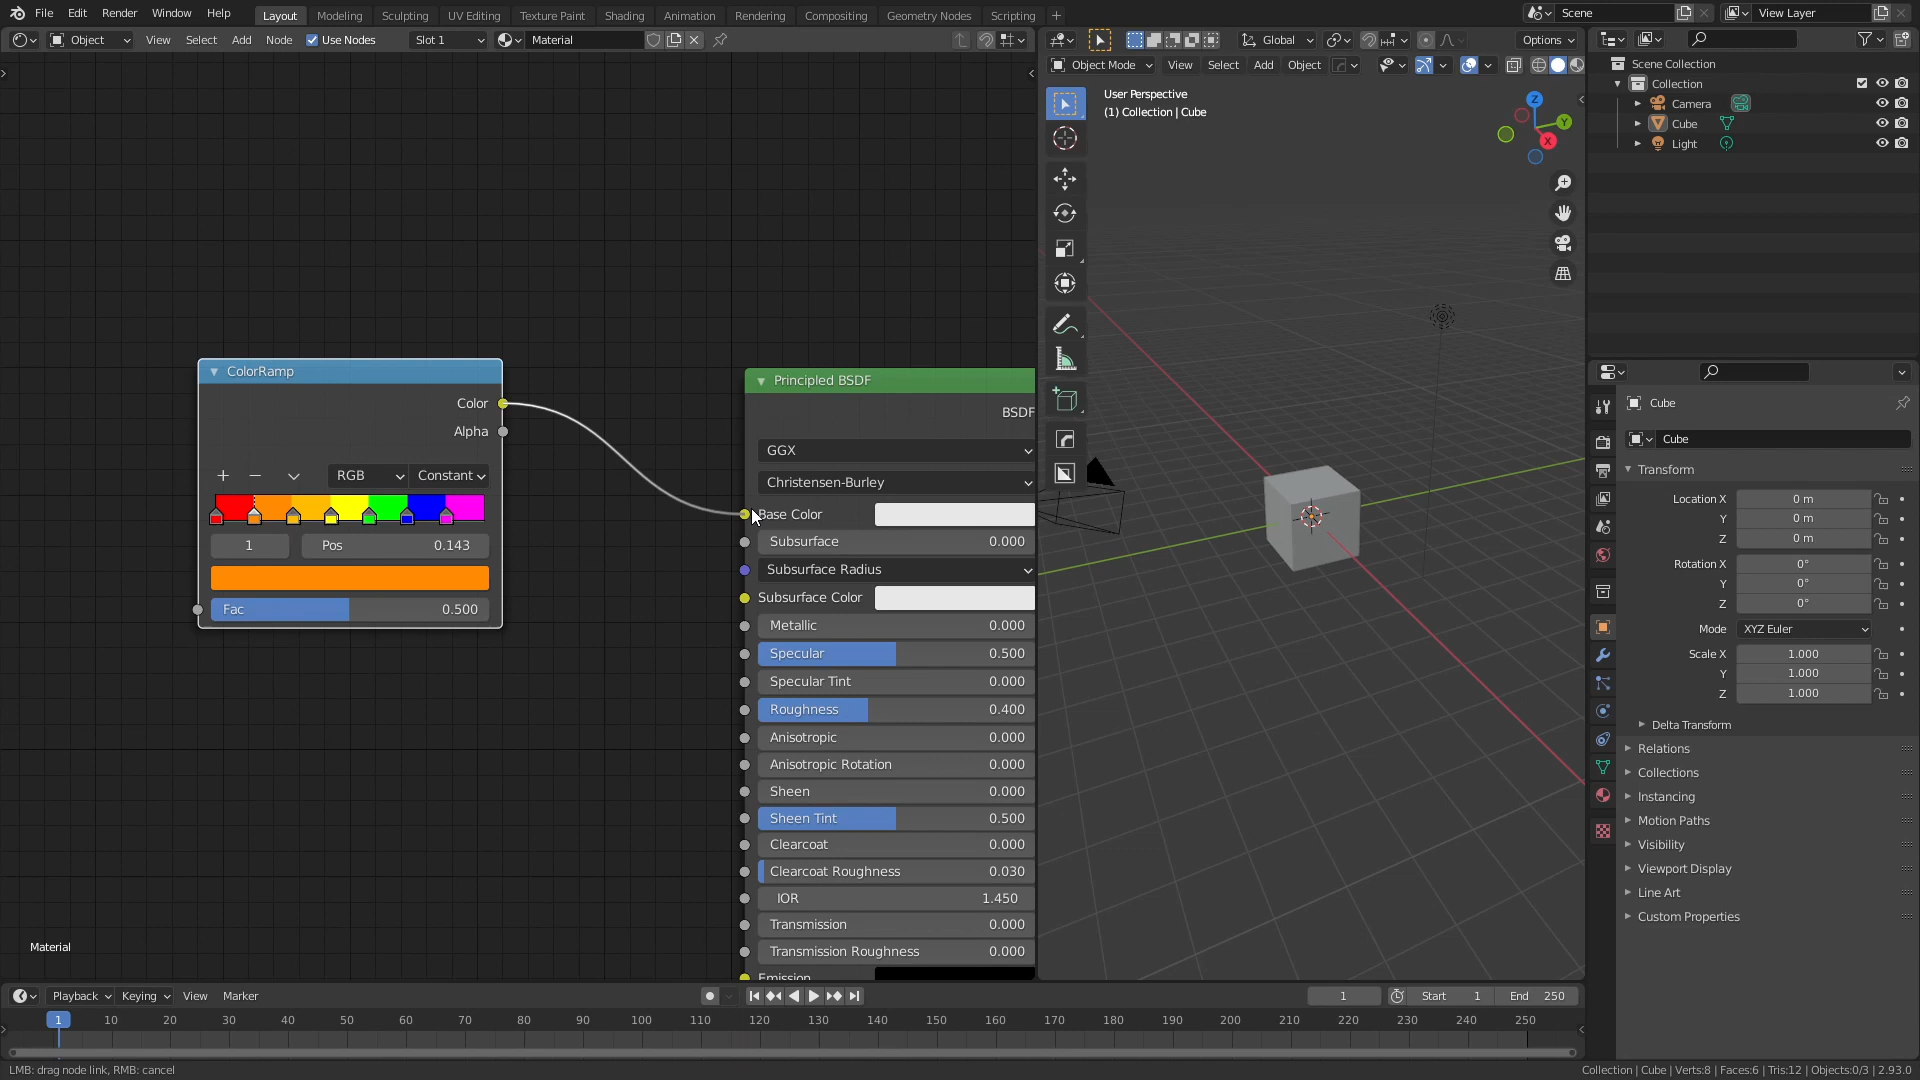 File Edit Render Window Help Layout Modeling Sculpting UV Editing Texture Paint Shading Animation Rendering Compositing Geometry Nodes Scripting + Scene View Layer
Object View Select Add Node Use Nodes Slot 1 Material
Global Options
Object Mode View Select Add Object
User Perspective
(1) Collection | Cube
Z
Y
X
Scene Collection
Collection
Camera
Cube
Light
ColorRamp
Color
Alpha
+ − RGB Constant
1 Pos 0.143
Fac 0.500
Principled BSDF
BSDF
GGX
Christensen-Burley
Base Color
Subsurface 0.000
Subsurface Radius
Subsurface Color
Metallic 0.000
Specular 0.500
Specular Tint 0.000
Roughness 0.400
Anisotropic 0.000
Anisotropic Rotation 0.000
Sheen 0.000
Sheen Tint 0.500
Clearcoat 0.000
Clearcoat Roughness 0.030
IOR 1.450
Transmission 0.000
Transmission Roughness 0.000
Emission
Material
Cube
Cube
Transform
Location X 0 m
Y 0 m
Z 0 m
Rotation X 0°
Y 0°
Z 0°
Mode XYZ Euler
Scale X 1.000
Y 1.000
Z 1.000
Delta Transform
Relations
Collections
Instancing
Motion Paths
Visibility
Viewport Display
Line Art
Custom Properties
Playback Keying View Marker 1 Start 1 End 250
1 10 20 30 40 50 60 70 80 90 100 110 120 130 140 150 160 170 180 190 200 210 220 230 240 250
LMB: drag node link, RMB: cancel
Collection | Cube | Verts:8 | Faces:6 | Tris:12 | Objects:0/3 | 2.93.0